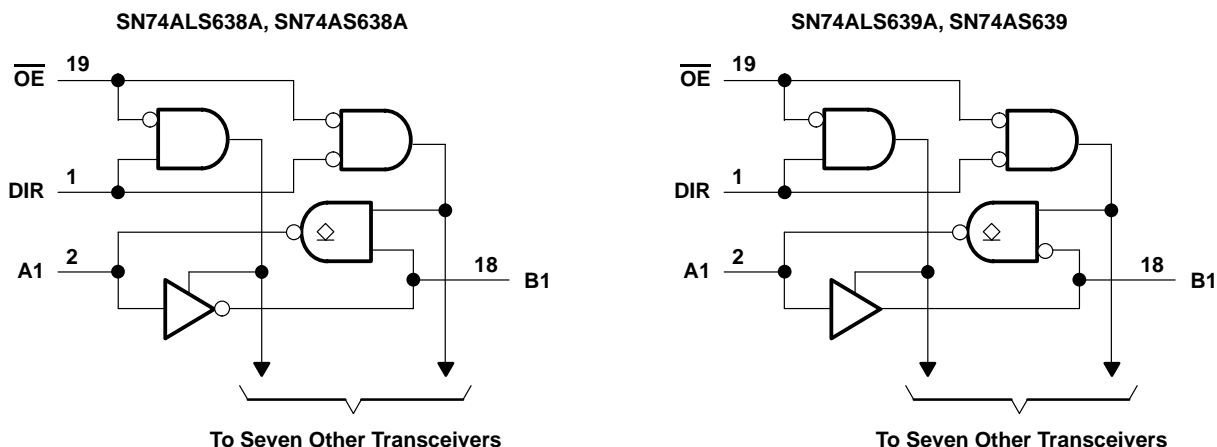 SN74ALS638A, SN74AS638A
OE 19
DIR 1
A1 2
18 B1
To Seven Other Transceivers
SN74ALS639A, SN74AS639
OE 19
DIR 1
A1 2
18 B1
To Seven Other Transceivers